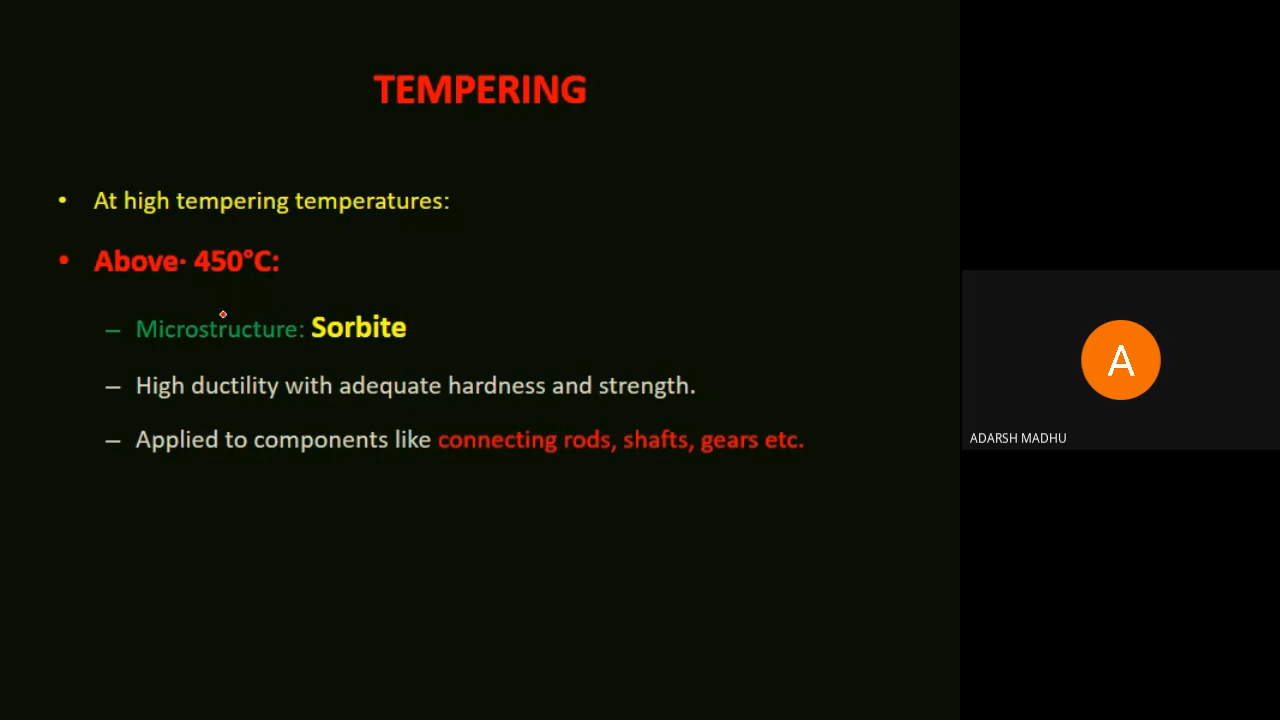 TEMPERING
• At high tempering temperatures:
• Above· 450°C:
– Microstructure: Sorbite
– High ductility with adequate hardness and strength.
– Applied to components like connecting rods, shafts, gears etc.
A
ADARSH MADHU